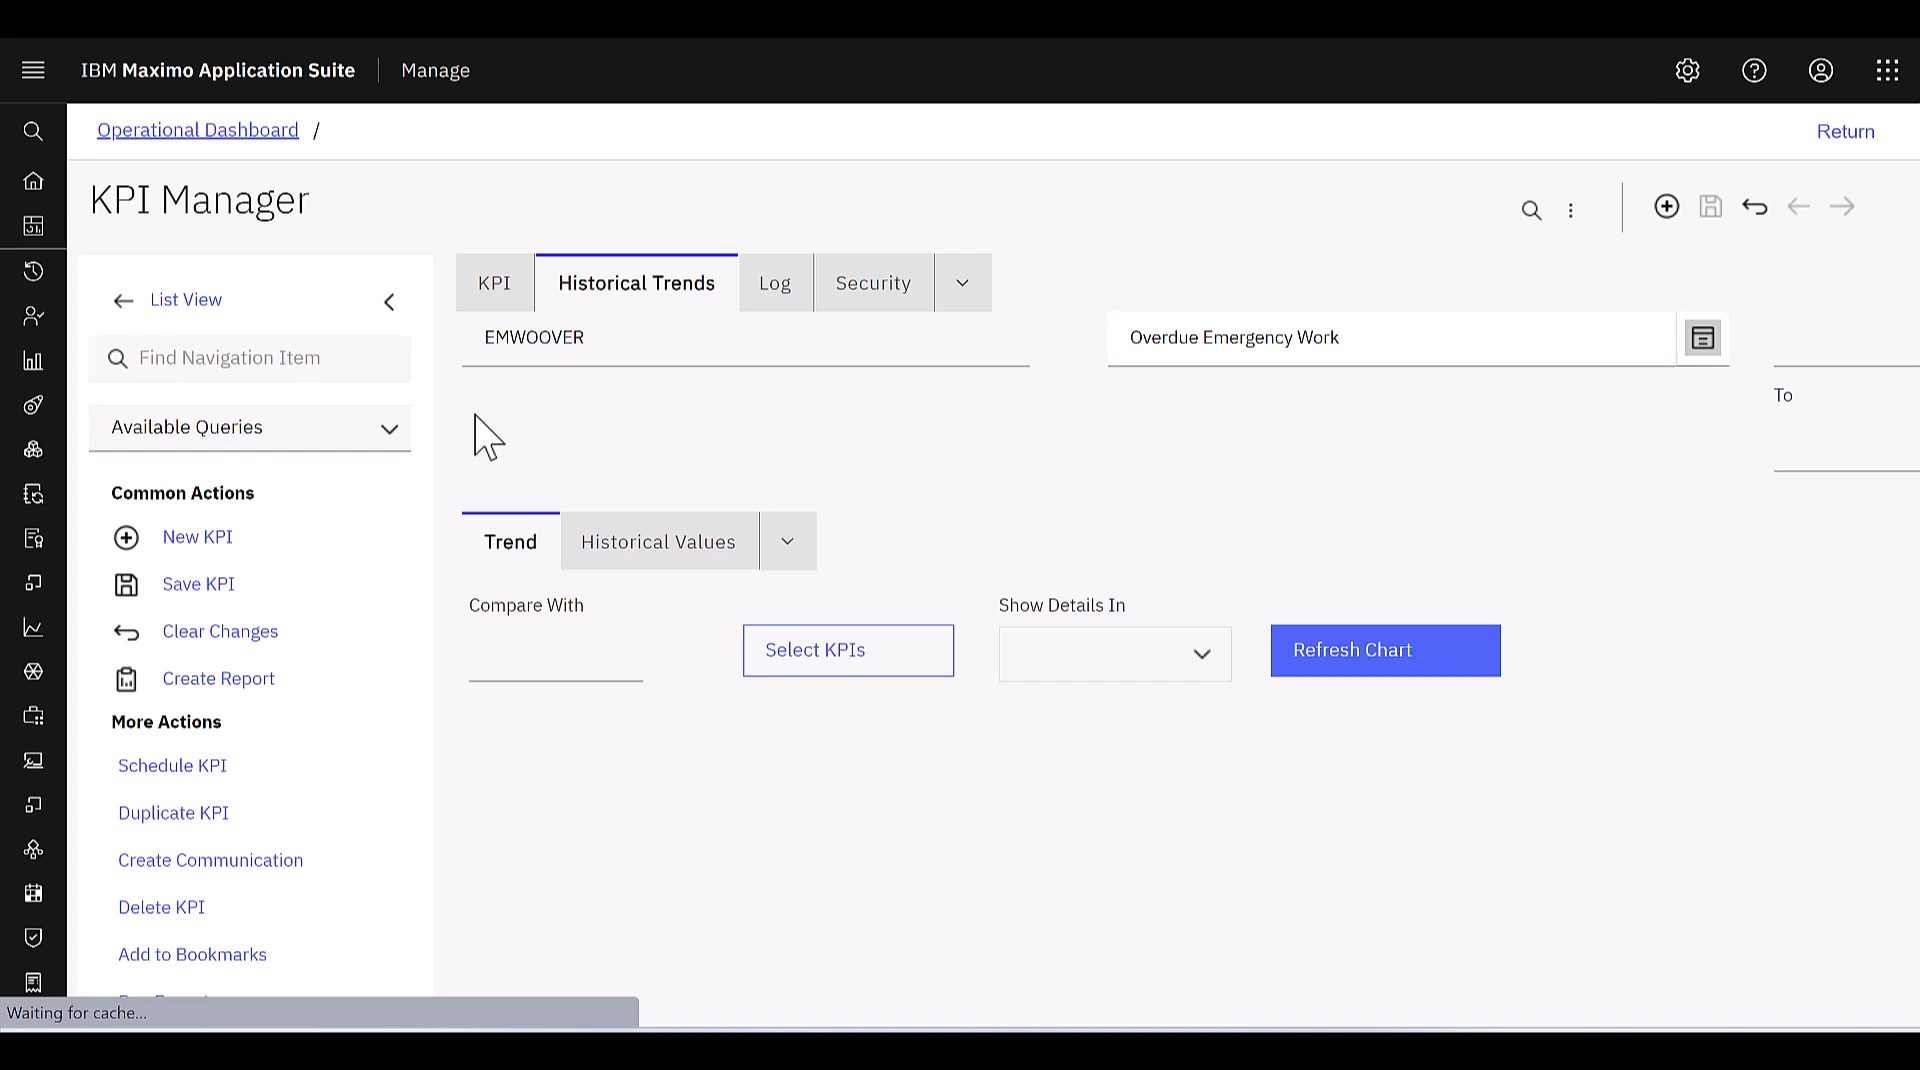 IBM Maximo Application Suite
Manage
Operational Dashboard /
Return
KPI Manager
KPI
Historical Trends
Log
Security
List View
Find Navigation Item
Available Queries
Common Actions
New KPI
Save KPI
Clear Changes
Create Report
More Actions
Schedule KPI
Duplicate KPI
Create Communication
Delete KPI
Add to Bookmarks
EMWOOVER
Overdue Emergency Work
To
Trend
Historical Values
Compare With
Select KPIs
Show Details In
Refresh Chart
Waiting for cache...